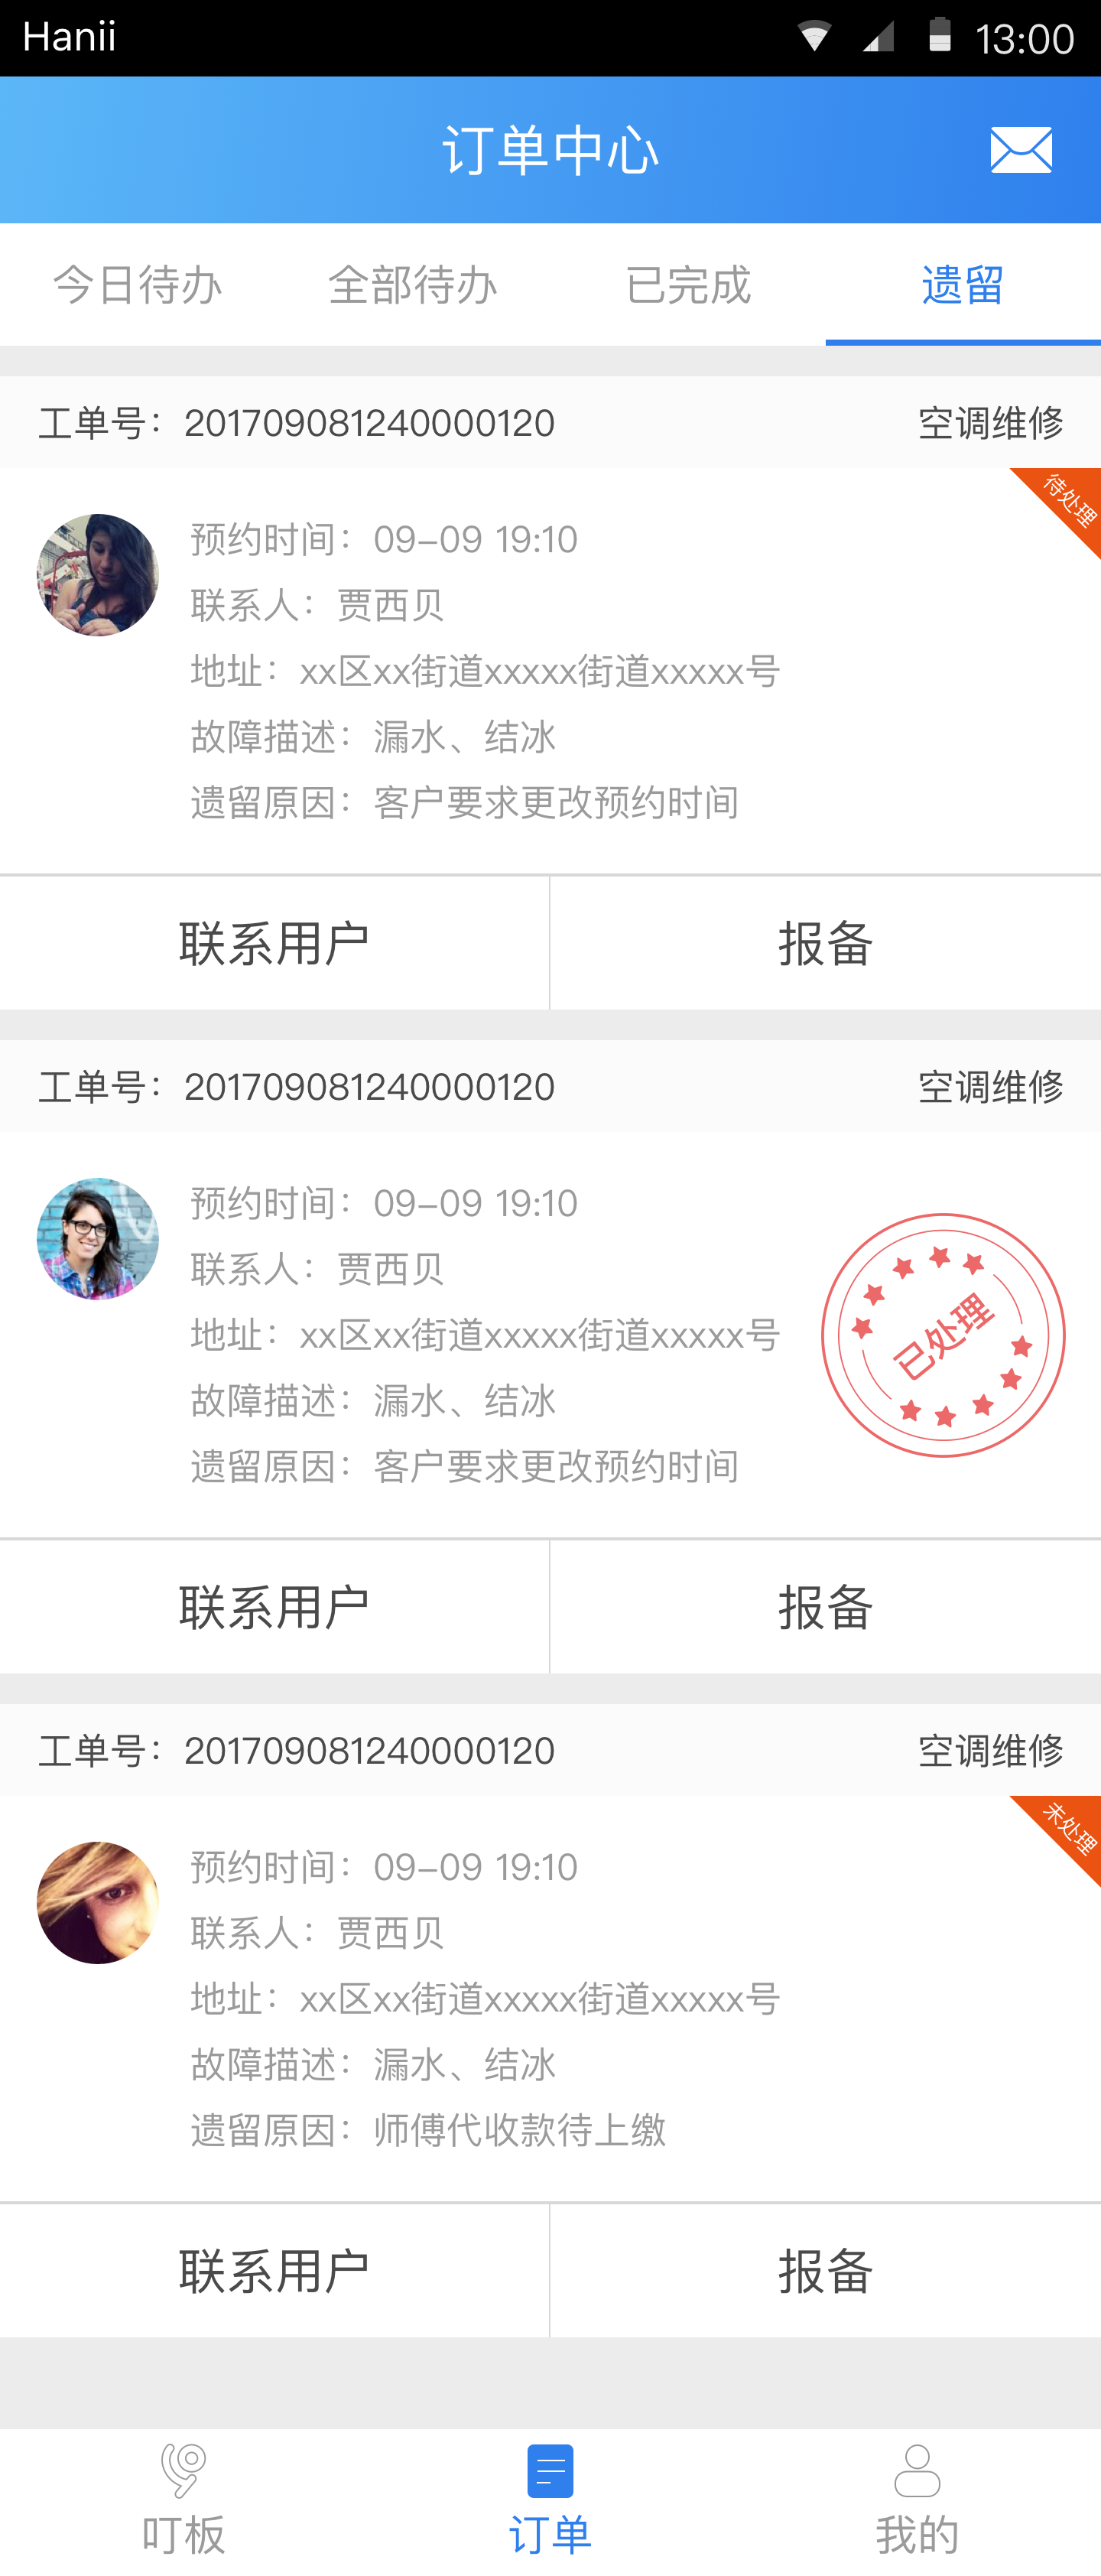 Hanii 13:00
订单中心
今日待办 全部待办 已完成 遗留
工单号：201709081240000120 空调维修
待处理
预约时间：09-09 19:10
联系人：贾西贝
地址：xx区xx街道xxxxx街道xxxxx号
故障描述：漏水、结冰
遗留原因：客户要求更改预约时间
联系用户 报备
工单号：201709081240000120 空调维修
预约时间：09-09 19:10
联系人：贾西贝
地址：xx区xx街道xxxxx街道xxxxx号
故障描述：漏水、结冰
遗留原因：客户要求更改预约时间
已处理
联系用户 报备
工单号：201709081240000120 空调维修
未处理
预约时间：09-09 19:10
联系人：贾西贝
地址：xx区xx街道xxxxx街道xxxxx号
故障描述：漏水、结冰
遗留原因：师傅代收款待上缴
联系用户 报备
叮板 订单 我的